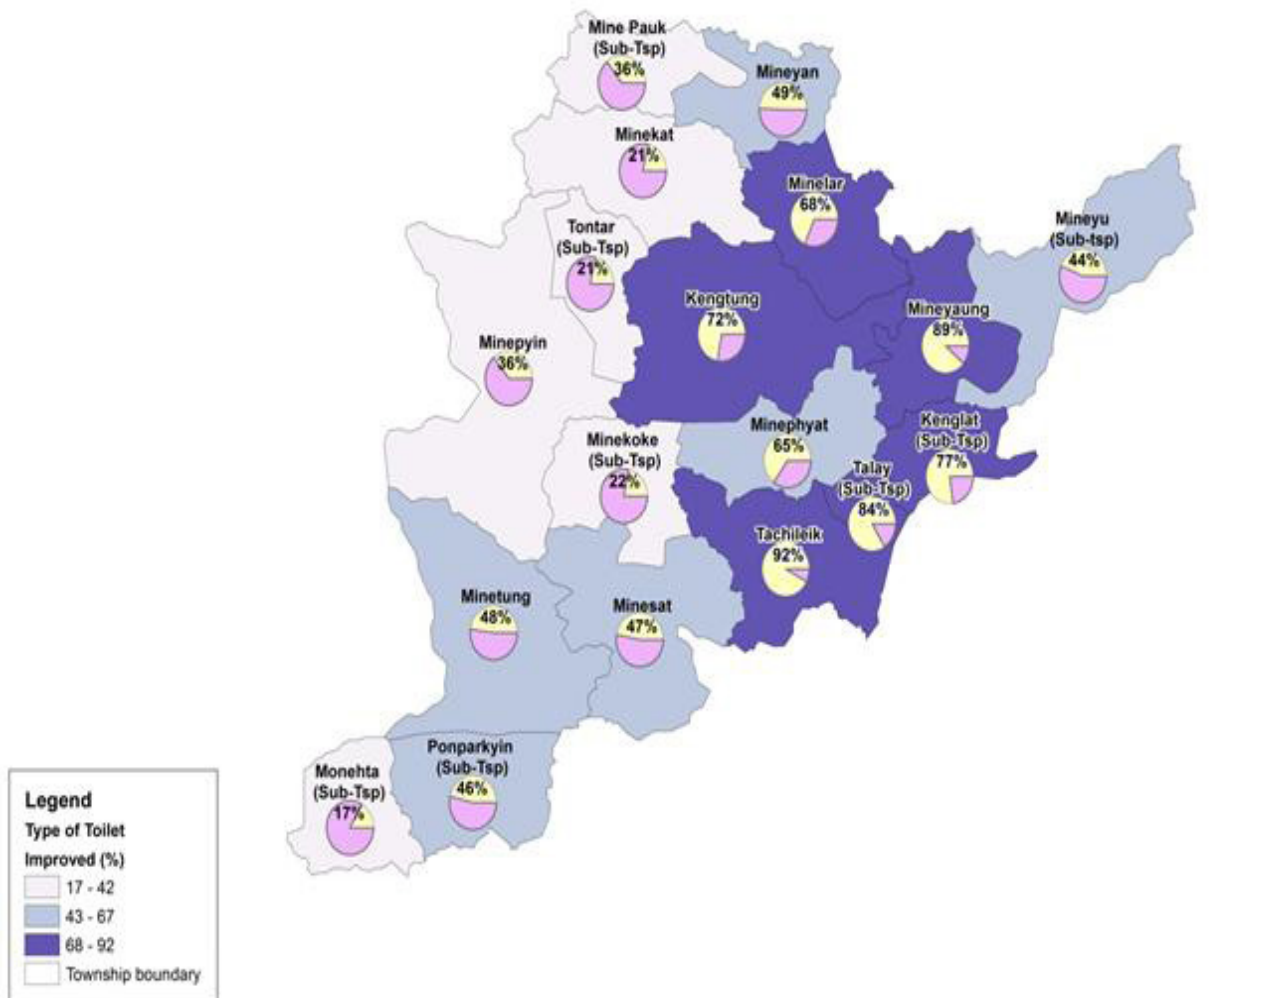 Mine Pauk
(Sub-Tsp)
36%
Mineyan
49%
Minekat
21%
Minelar
68%
Mineyu
(Sub-tsp)
44%
Tontar
(Sub-Tsp)
21%
Kengtung
72%
Mineyaung
89%
Minepyin
36%
Minephyat
65%
Kenglat
(Sub-Tsp)
77%
Minekoke
(Sub-Tsp)
22%
Talay
(Sub-Tsp)
84%
Tachileik
92%
Minetung
48%
Minesat
47%
Ponparkyin
(Sub-Tsp)
46%
Monehta
(Sub-Tsp)
17%
Legend
Type of Toilet
Improved (%)
17 - 42
43 - 67
68 - 92
Township boundary